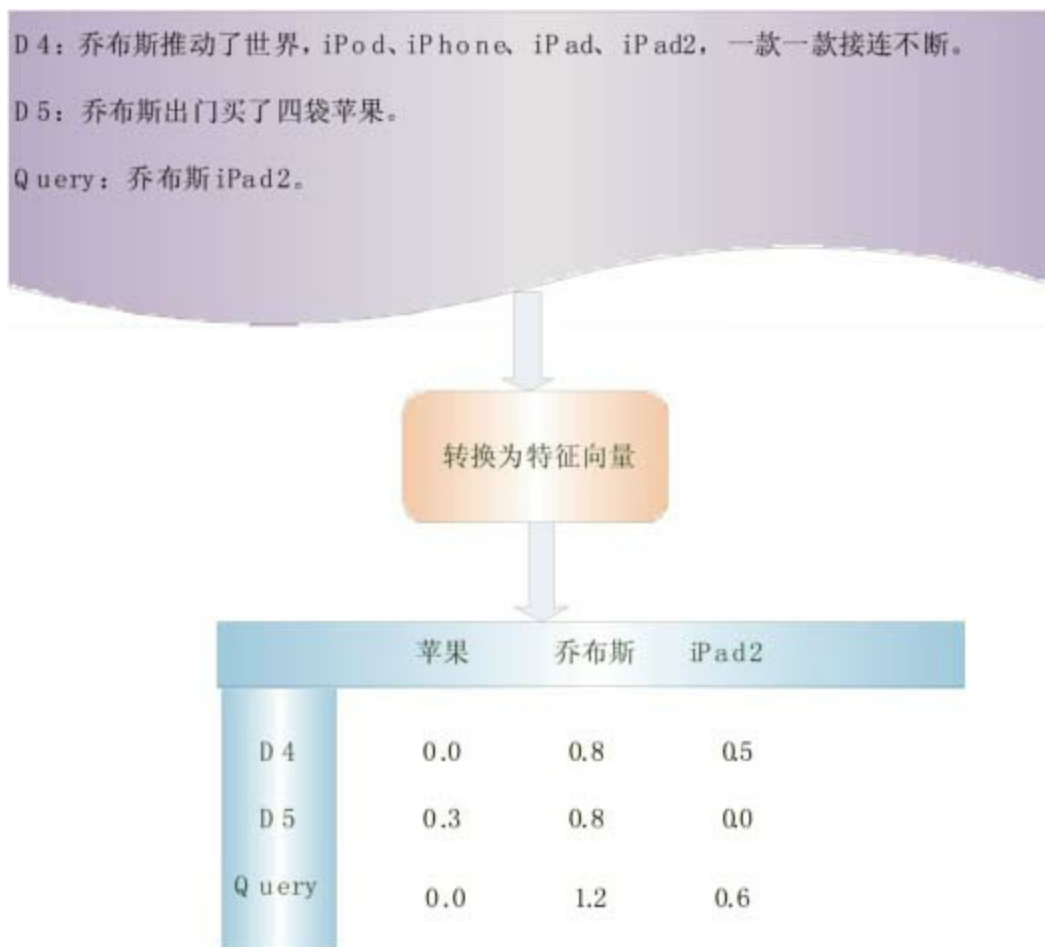 D4：乔布斯推动了世界，iPod、iPhone、iPad、iPad2，一款一款接连不断。
D5：乔布斯出门买了四袋苹果。
Query：乔布斯iPad2。
转换为特征向量
苹果 乔布斯 iPad2
D4 0.0 0.8 0.5
D5 0.3 0.8 0.0
Query 0.0 1.2 0.6